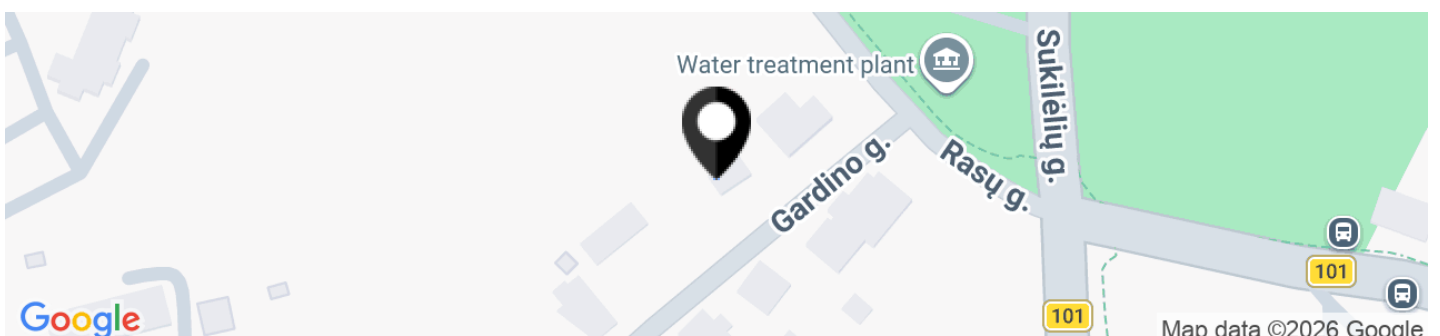 Water treatment plant
Sukilėlių g.
Gardino g.
Rasų g.
101
101
Google
Map data ©2026 Google